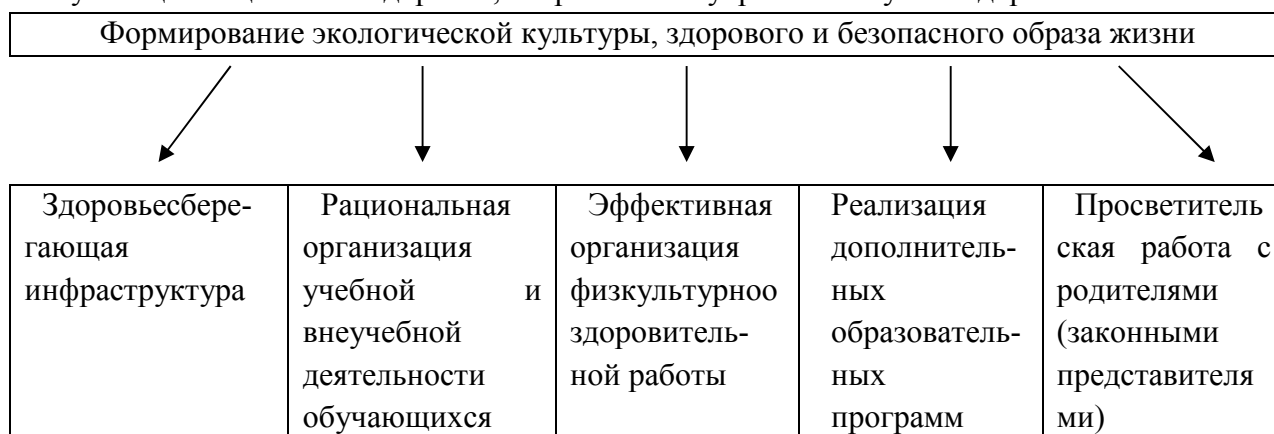 Формирование экологической культуры, здорового и безопасного образа жизни
Здоровьесбере-
гающая
инфраструктура
Рациональная
организация
учебной и
внеучебной
деятельности
обучающихся
Эффективная
организация
физкультурноо
здоровитель-
ной работы
Реализация
дополнитель-
ных
образователь-
ных
программ
Просветитель
ская работа с
родителями
(законными
представителя
ми)